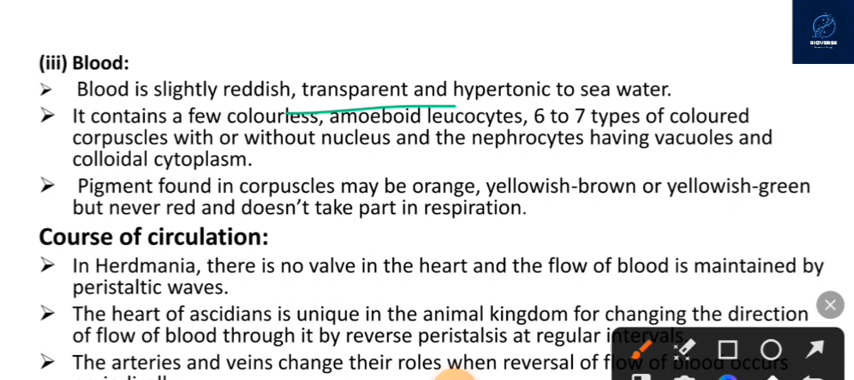 BIOVERSE
(iii) Blood:
➢ Blood is slightly reddish, transparent and hypertonic to sea water.
➢ It contains a few colourless, amoeboid leucocytes, 6 to 7 types of coloured
corpuscles with or without nucleus and the nephrocytes having vacuoles and
colloidal cytoplasm.
➢ Pigment found in corpuscles may be orange, yellowish-brown or yellowish-green
but never red and doesn't take part in respiration.
Course of circulation:
➢ In Herdmania, there is no valve in the heart and the flow of blood is maintained by
peristaltic waves.
➢ The heart of ascidians is unique in the animal kingdom for changing the direction
of flow of blood through it by reverse peristalsis at regular intervals.
➢ The arteries and veins change their roles when reversal of flow of blood occurs